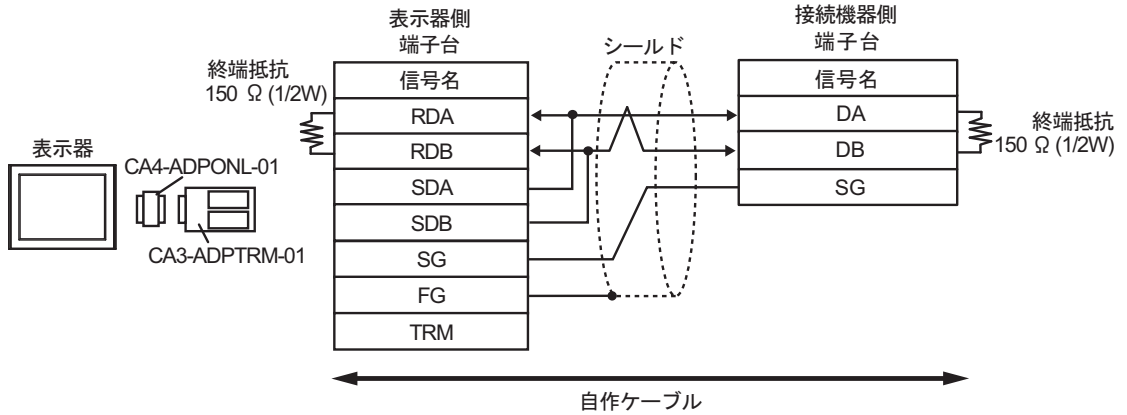 表示器側
端子台
接続機器側
端子台
シールド
終端抵抗
150 Ω (1/2W)
信号名
RDA
RDB
SDA
SDB
SG
FG
TRM
信号名
DA
DB
SG
終端抵抗
150 Ω (1/2W)
表示器
CA4-ADPONL-01
CA3-ADPTRM-01
自作ケーブル